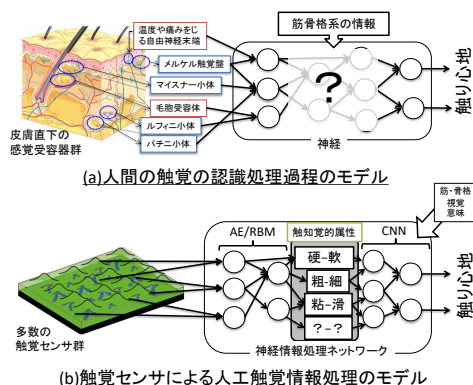 筋骨格系の情報
温度や痛みをじ
る自由神経末端
メルケル触覚盤
マイスナー小体
毛胞受容体
ルフィニ小体
パチニ小体
皮膚直下の
感覚受容器群
?
神経
触り心地
(a)人間の触覚の認識処理過程のモデル
筋・骨格
視覚
意味
AE/RBM
触知覚的属性
CNN
硬–軟
粗–細
粘–滑
?–?
多数の
触覚センサ群
神経情報処理ネットワーク
触り心地
(b)触覚センサによる人工触覚情報処理のモデル